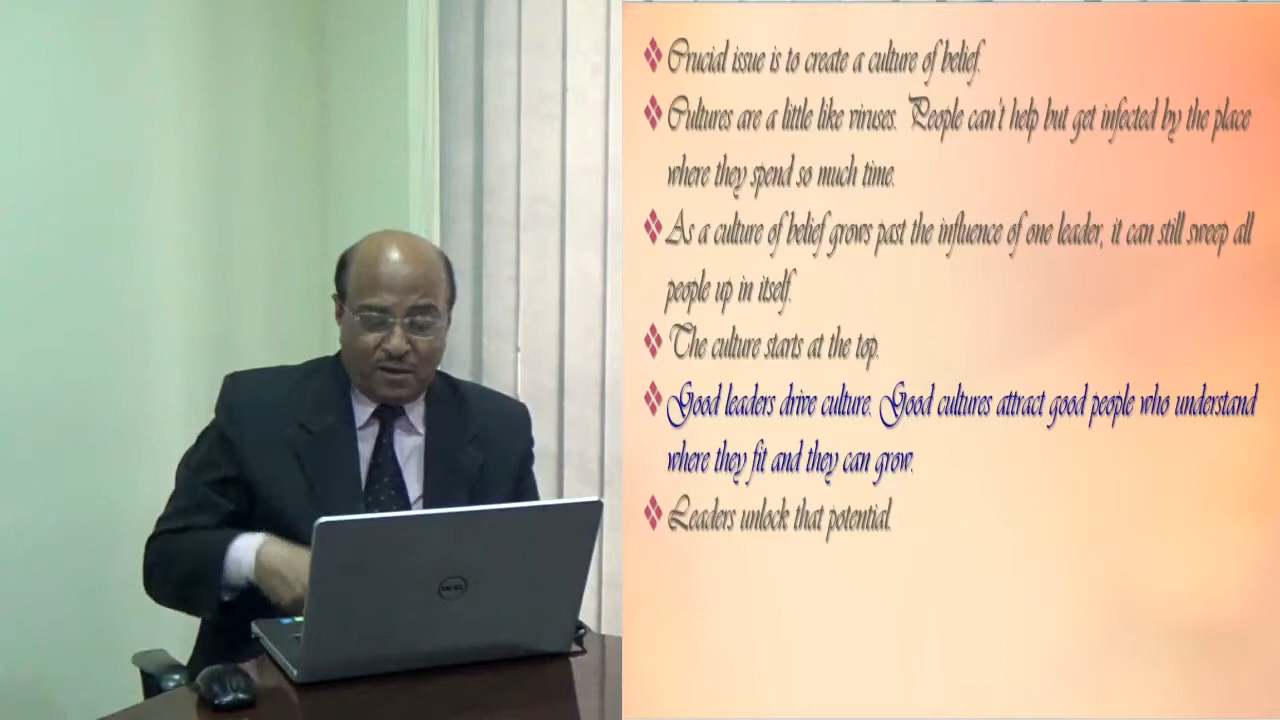 Crucial issue is to create a culture of belief.
Cultures are a little like viruses. People can't help but get infected by the place
where they spend so much time.
As a culture of belief grows past the influence of one leader, it can still sweep all
people up in itself.
The culture starts at the top.
Good leaders drive culture. Good cultures attract good people who understand
where they fit and they can grow.
Leaders unlock that potential.
DELL